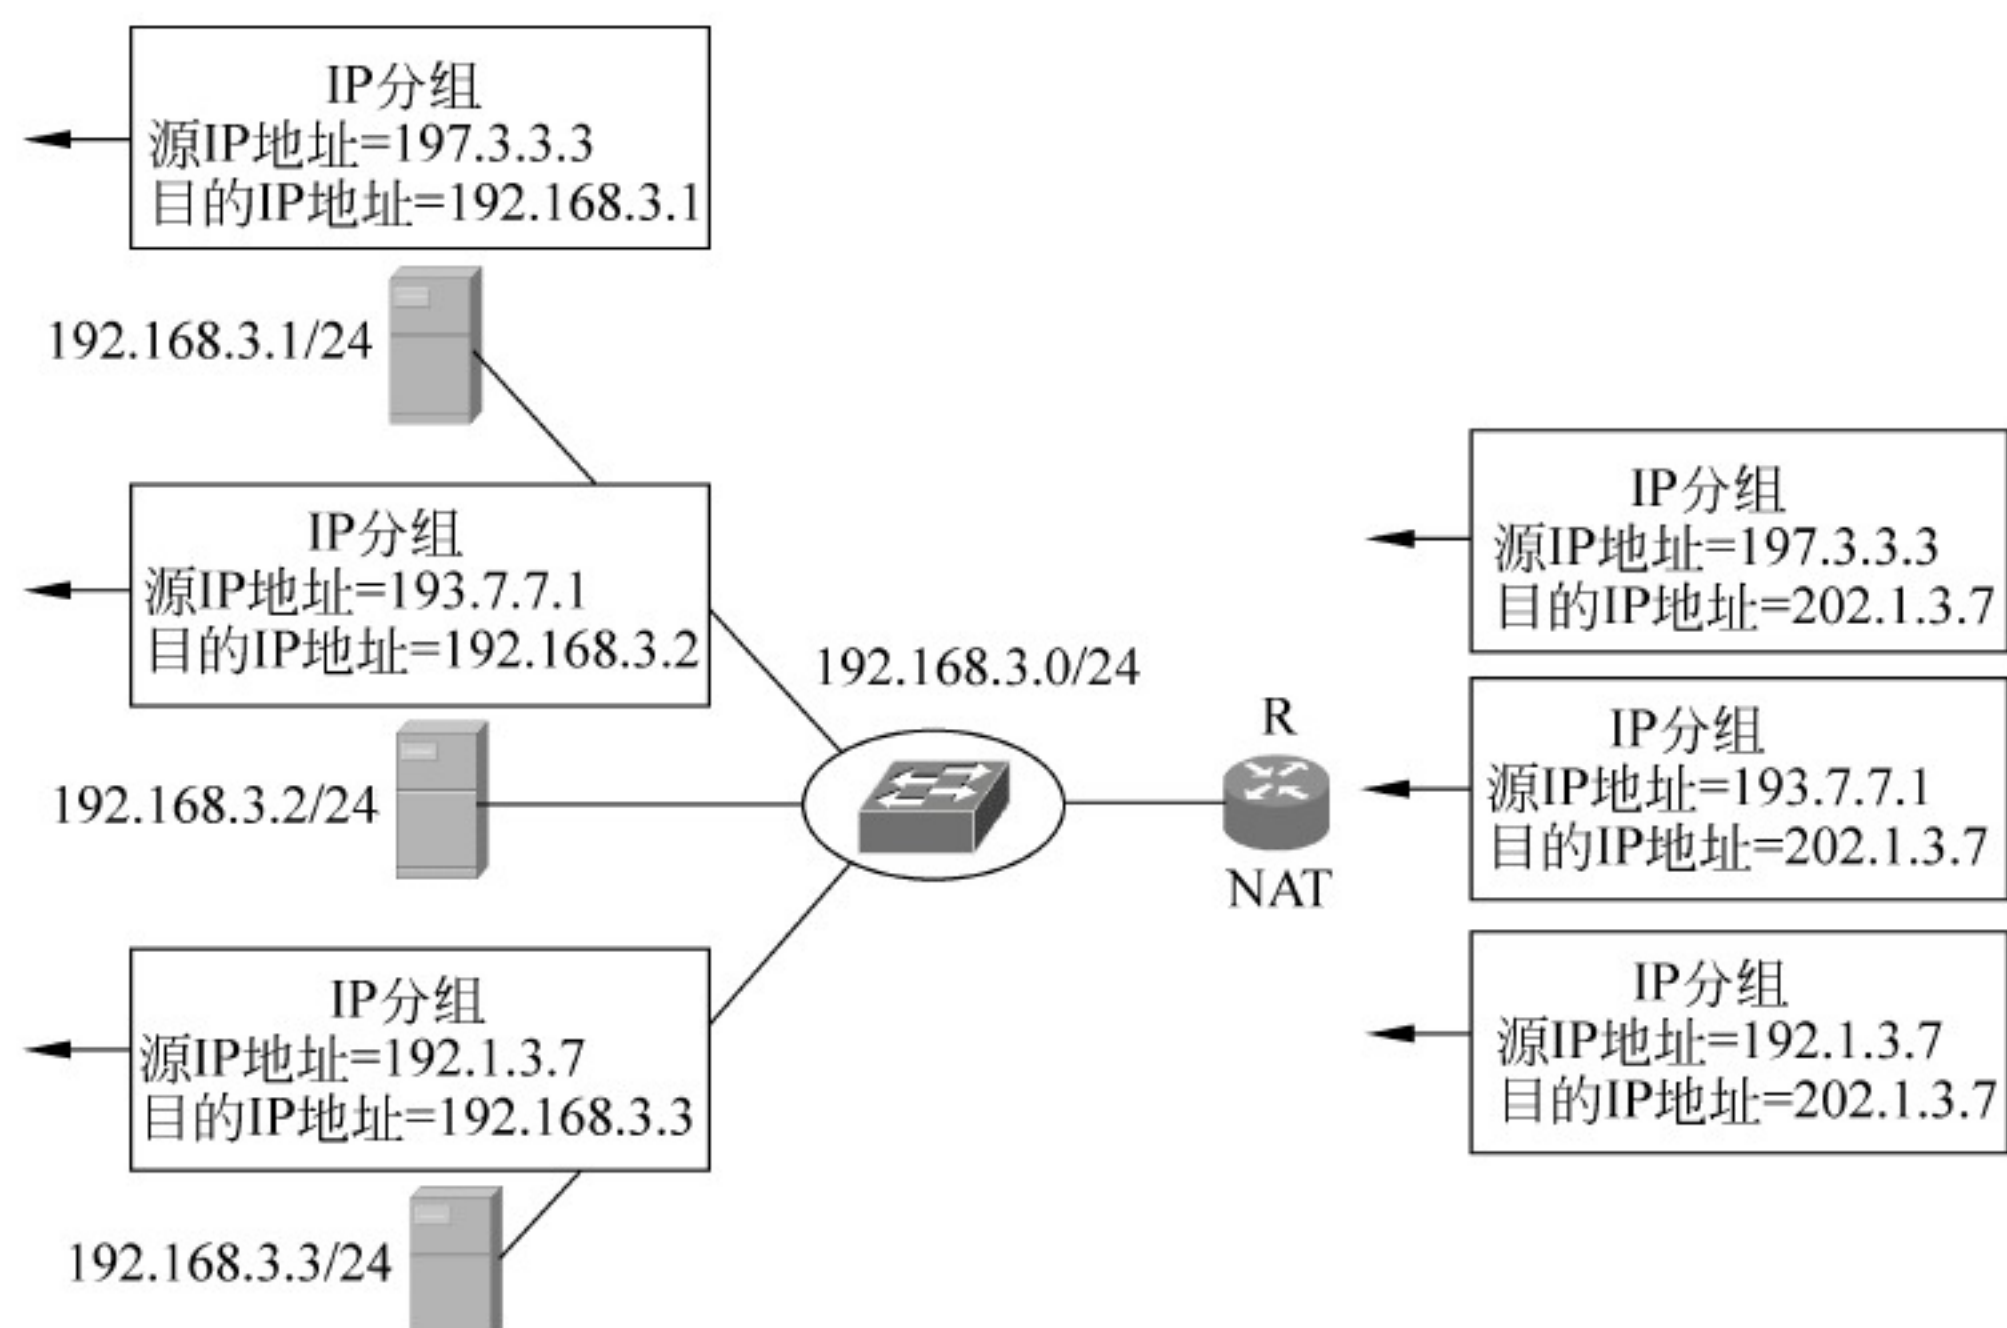 IP分组
源IP地址=197.3.3.3
目的IP地址=192.168.3.1
192.168.3.1/24
IP分组
源IP地址=193.7.7.1
目的IP地址=192.168.3.2
192.168.3.2/24
IP分组
源IP地址=192.1.3.7
目的IP地址=192.168.3.3
192.168.3.3/24
192.168.3.0/24
R
NAT
IP分组
源IP地址=197.3.3.3
目的IP地址=202.1.3.7
IP分组
源IP地址=193.7.7.1
目的IP地址=202.1.3.7
IP分组
源IP地址=192.1.3.7
目的IP地址=202.1.3.7